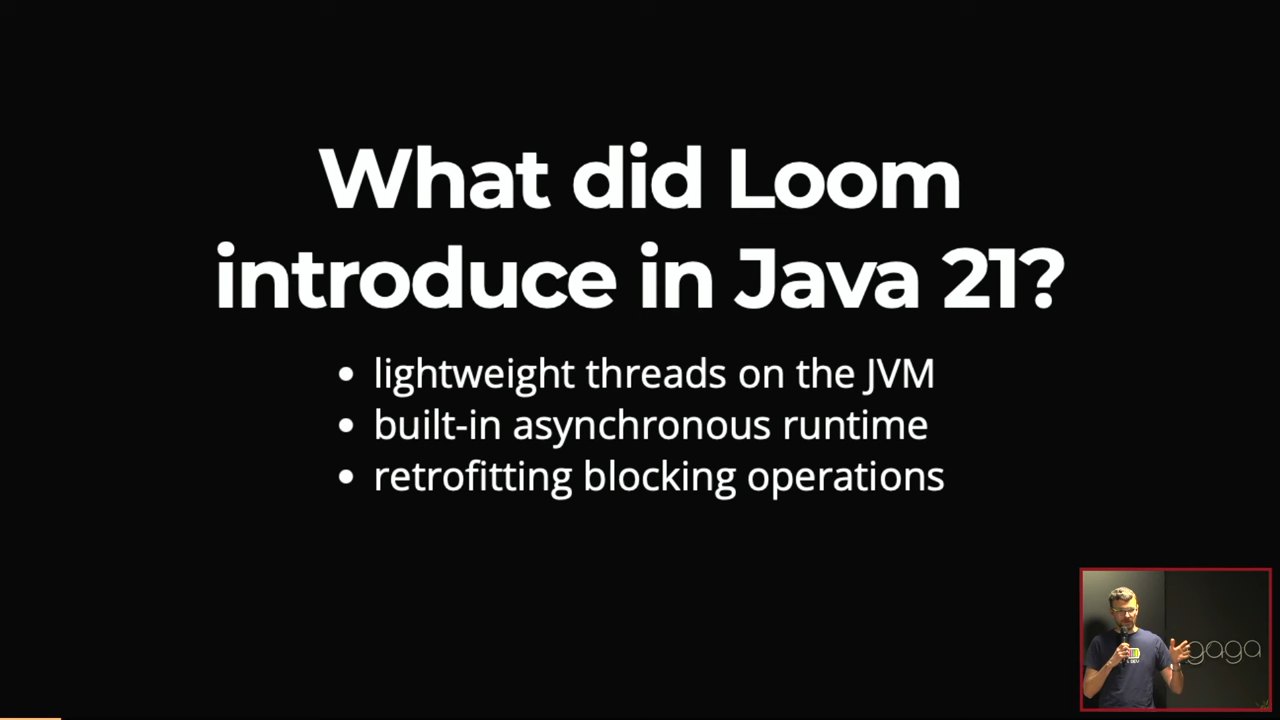 What did Loom
introduce in Java 21?
• lightweight threads on the JVM
• built-in asynchronous runtime
• retrofitting blocking operations
gaga